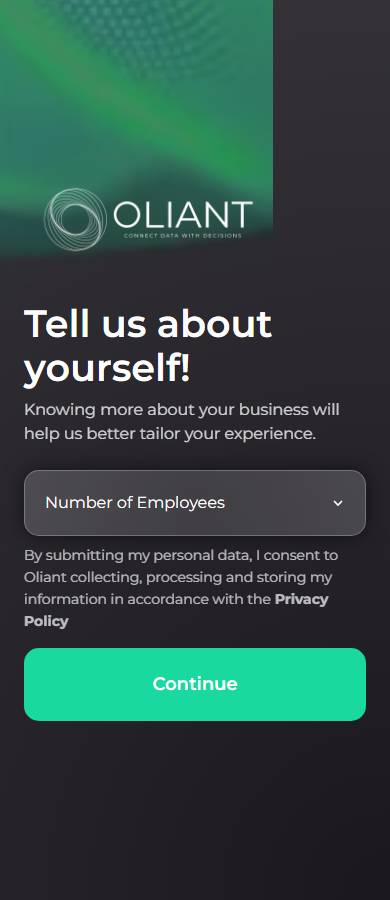 OLIANT
CONNECT DATA WITH DECISIONS
Tell us about
yourself!
Knowing more about your business will
help us better tailor your experience.
Number of Employees
By submitting my personal data, I consent to
Oliant collecting, processing and storing my
information in accordance with the Privacy
Policy
Continue